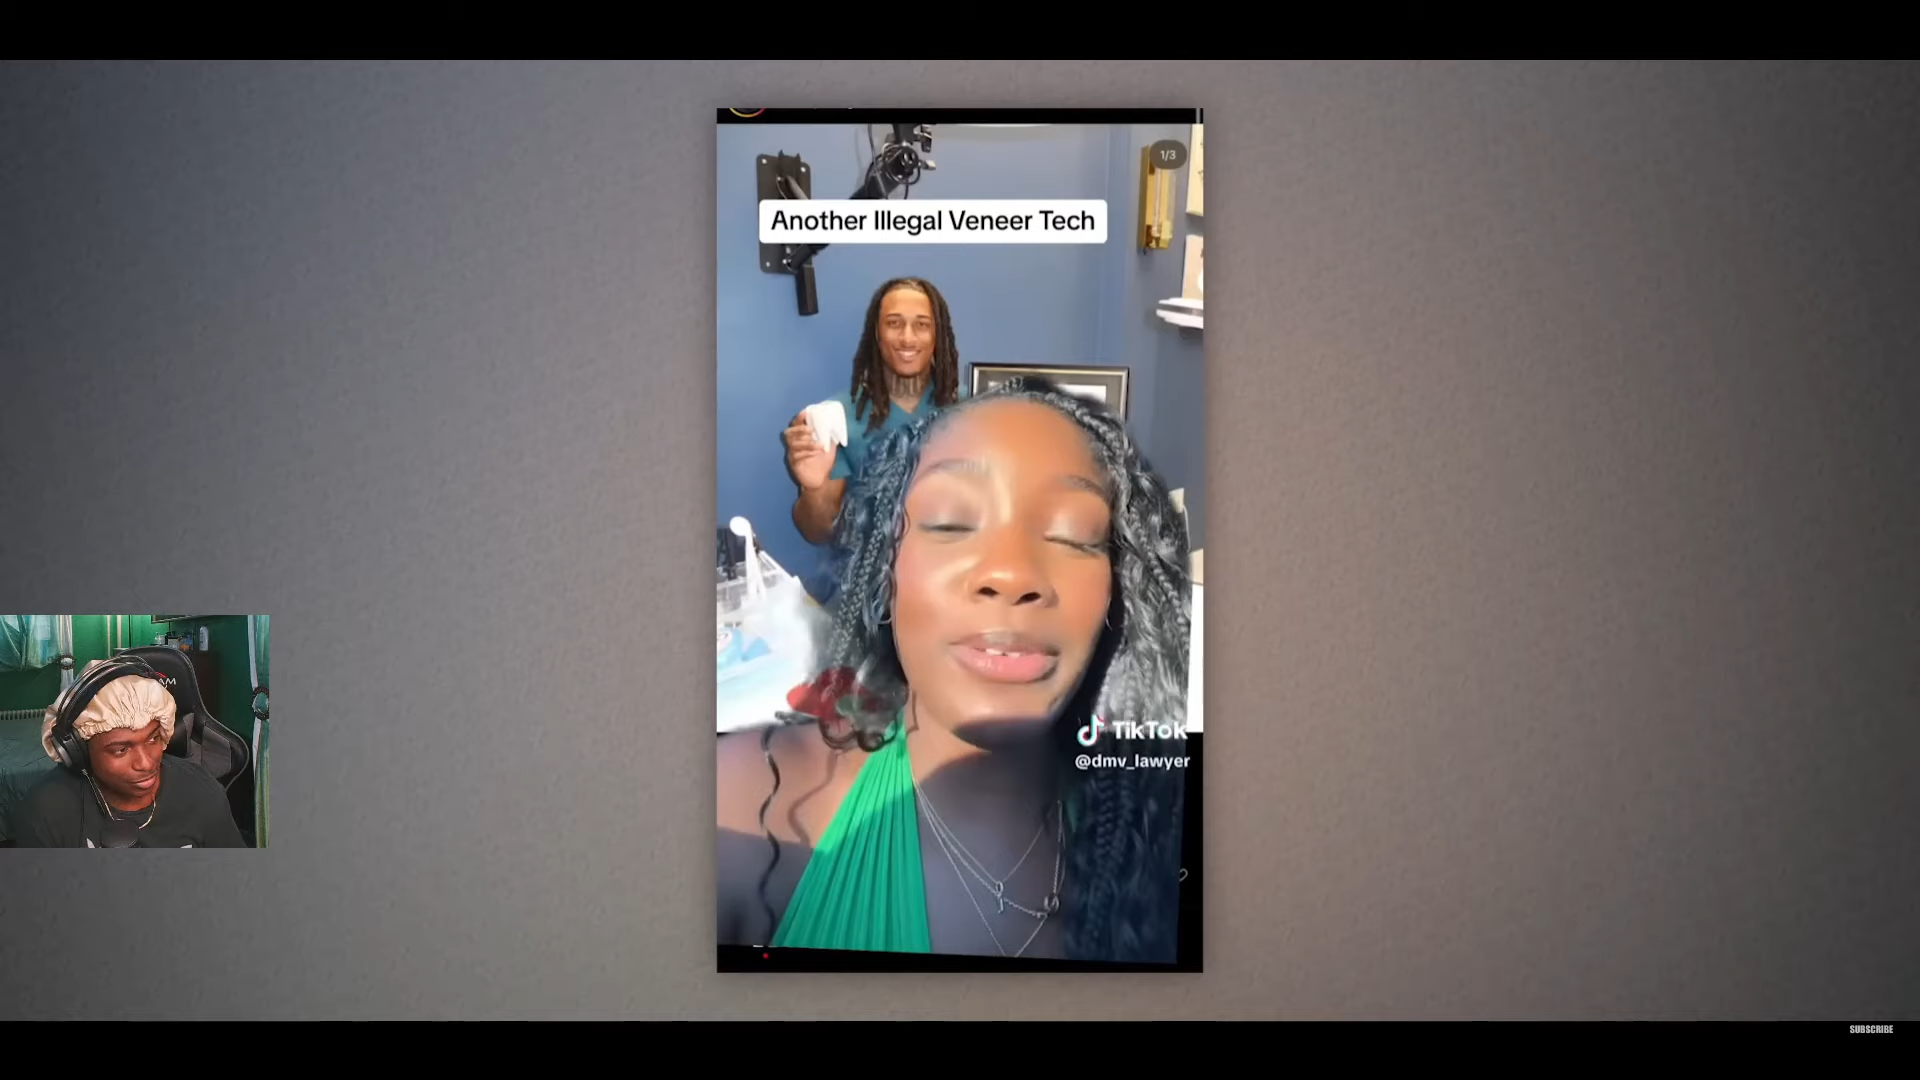 1/3
Another Illegal Veneer Tech
TikTok
@dmv_lawyer
SUBSCRIBE